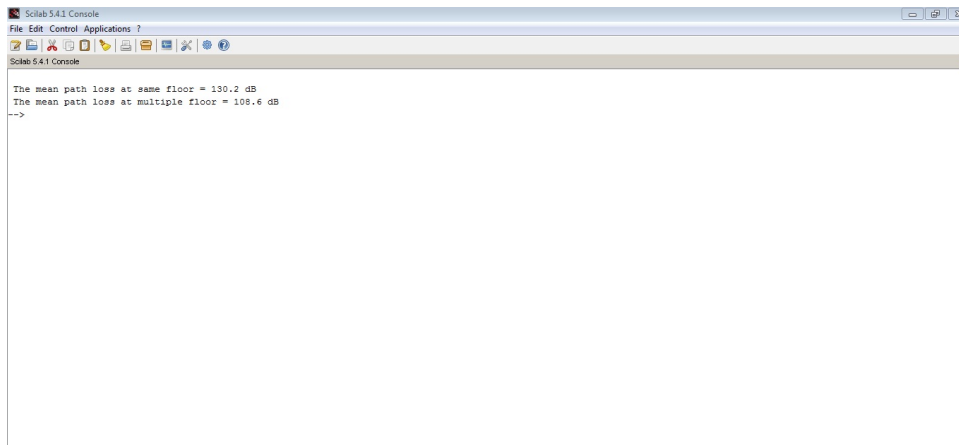 Scilab 5.4.1 Console
File Edit Control Applications ?
Scilab 5.4.1 Console
The mean path loss at same floor = 130.2 dB
The mean path loss at multiple floor = 108.6 dB
-->